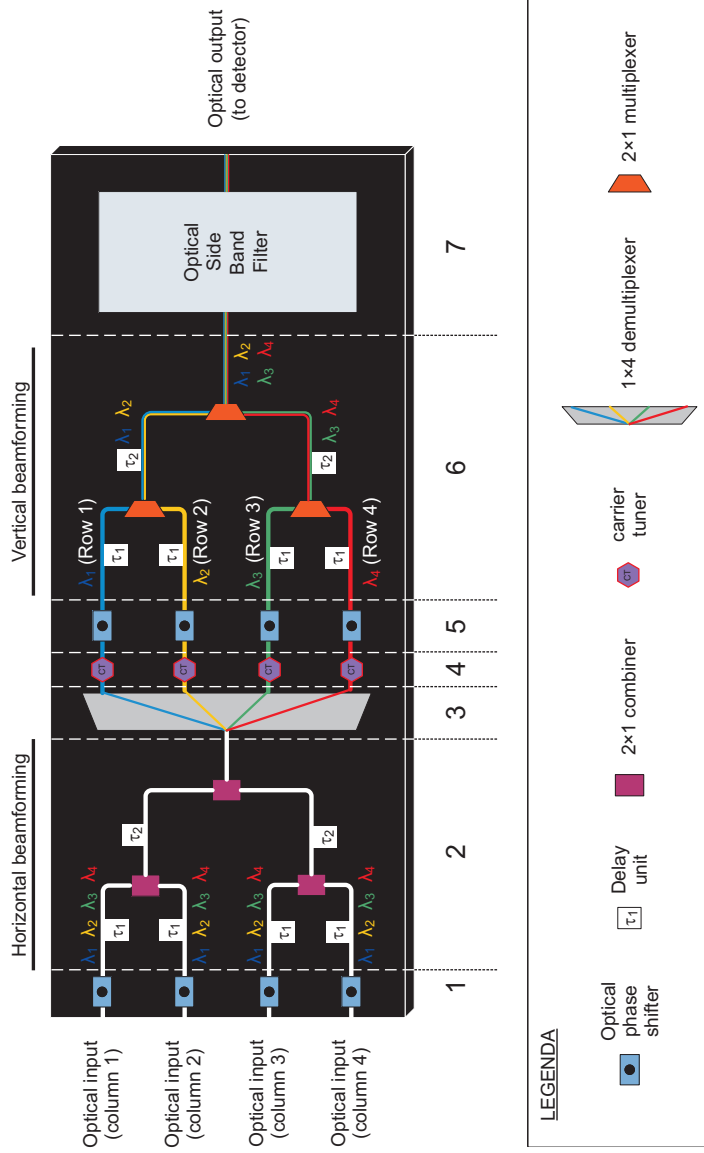 Horizontal beamforming
Vertical beamforming
Optical input
(column 1)
Optical input
(column 2)
Optical input
(column 3)
Optical input
(column 4)
λ1 λ2 λ3 λ4
τ1
τ1
λ1 λ2 λ3 λ4
τ2
λ1 λ2 λ3 λ4
τ1
τ1
λ1 λ2 λ3 λ4
τ2
CT
CT
CT
CT
λ1 (Row 1)
τ1
τ1
λ2 (Row 2)
λ3 (Row 3)
τ1
τ1
λ4 (Row 4)
λ1 λ2
τ2
τ2
λ3 λ4
λ1 λ2
λ3 λ4
Optical
Side
Band
Filter
Optical output
(to detector)
1 2 3 4 5 6 7
LEGENDA
Optical
phase
shifter
τ1
Delay
unit
2×1 combiner
CT
carrier
tuner
1×4 demultiplexer
2×1 multiplexer